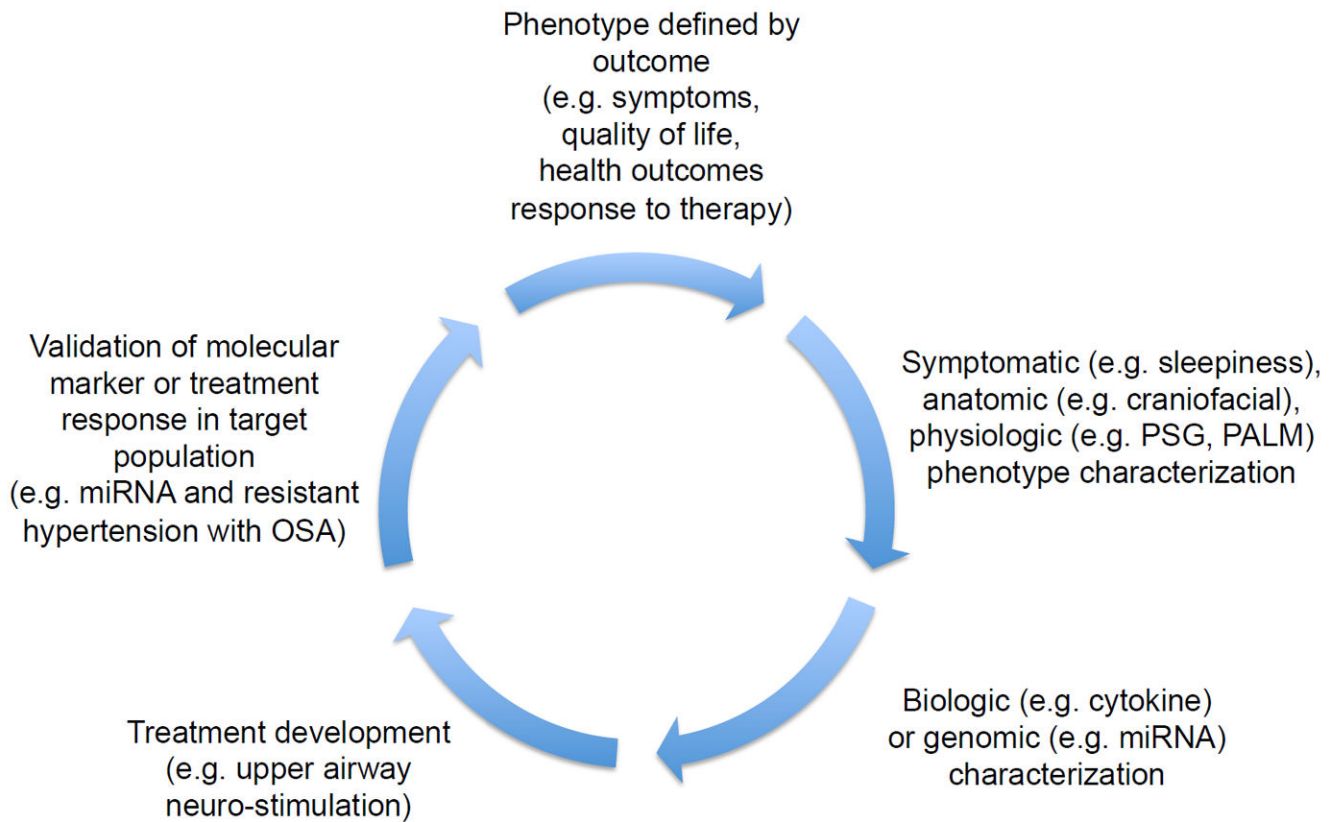 Phenotype defined by
outcome
(e.g. symptoms,
quality of life,
health outcomes
response to therapy)
Symptomatic (e.g. sleepiness),
anatomic (e.g. craniofacial),
physiologic (e.g. PSG, PALM)
phenotype characterization
Biologic (e.g. cytokine)
or genomic (e.g. miRNA)
characterization
Treatment development
(e.g. upper airway
neuro-stimulation)
Validation of molecular
marker or treatment
response in target
population
(e.g. miRNA and resistant
hypertension with OSA)